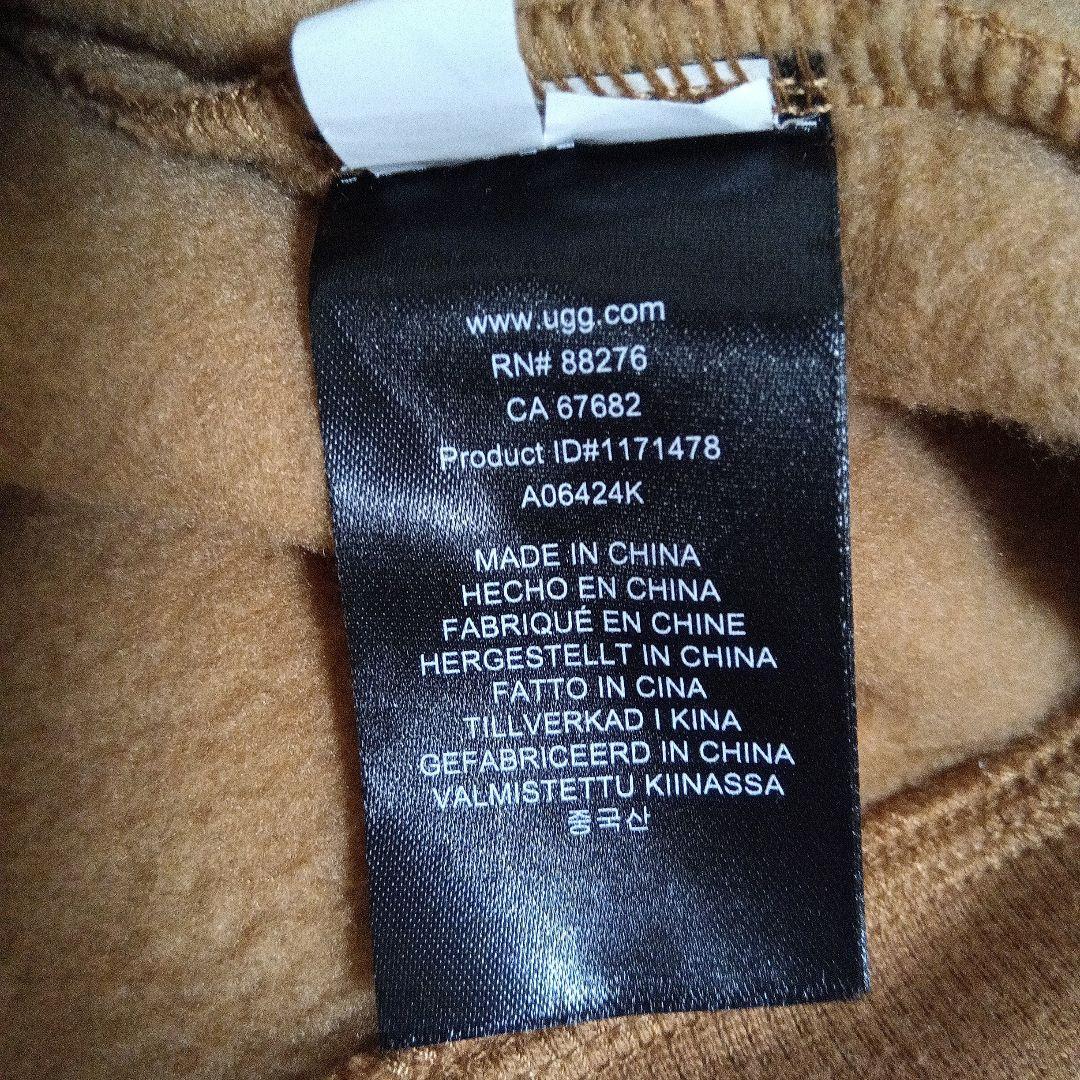 www.ugg.com
RN# 88276
CA 67682
Product ID#1171478
A06424K
MADE IN CHINA
HECHO EN CHINA
FABRIQUÉ EN CHINE
HERGESTELLT IN CHINA
FATTO IN CINA
TILLVERKAD I KINA
GEFABRICEERD IN CHINA
VALMISTETTU KIINASSA
중국산